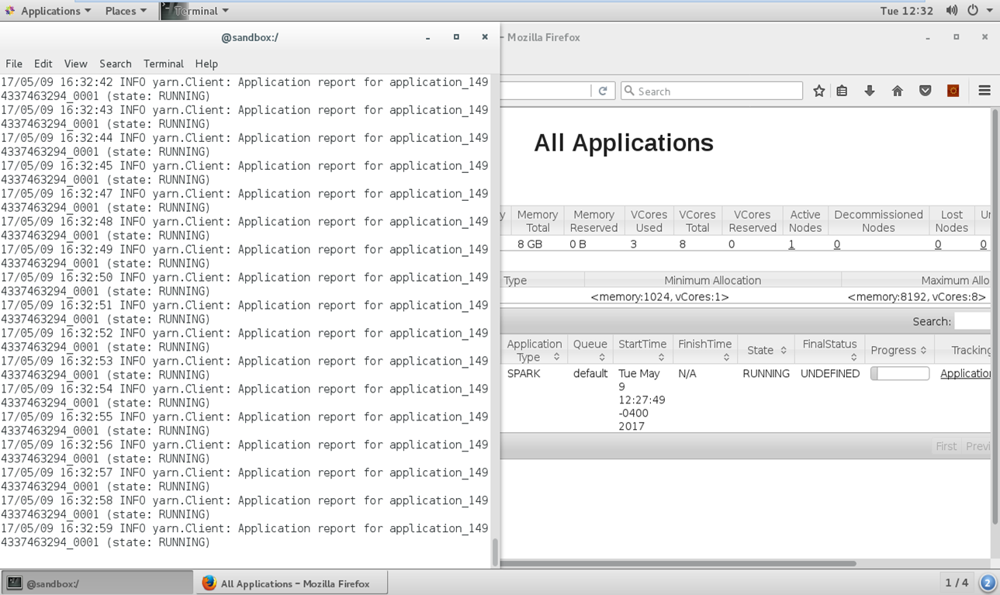 Applications Places Terminal Tue 12:32
@sandbox:/
- Mozilla Firefox
File Edit View Search Terminal Help
17/05/09 16:32:42 INFO yarn.Client: Application report for application_149
4337463294_0001 (state: RUNNING)
17/05/09 16:32:43 INFO yarn.Client: Application report for application_149
4337463294_0001 (state: RUNNING)
17/05/09 16:32:44 INFO yarn.Client: Application report for application_149
4337463294_0001 (state: RUNNING)
17/05/09 16:32:45 INFO yarn.Client: Application report for application_149
4337463294_0001 (state: RUNNING)
17/05/09 16:32:47 INFO yarn.Client: Application report for application_149
4337463294_0001 (state: RUNNING)
17/05/09 16:32:48 INFO yarn.Client: Application report for application_149
4337463294_0001 (state: RUNNING)
17/05/09 16:32:49 INFO yarn.Client: Application report for application_149
4337463294_0001 (state: RUNNING)
17/05/09 16:32:50 INFO yarn.Client: Application report for application_149
4337463294_0001 (state: RUNNING)
17/05/09 16:32:51 INFO yarn.Client: Application report for application_149
4337463294_0001 (state: RUNNING)
17/05/09 16:32:52 INFO yarn.Client: Application report for application_149
4337463294_0001 (state: RUNNING)
17/05/09 16:32:53 INFO yarn.Client: Application report for application_149
4337463294_0001 (state: RUNNING)
17/05/09 16:32:54 INFO yarn.Client: Application report for application_149
4337463294_0001 (state: RUNNING)
17/05/09 16:32:55 INFO yarn.Client: Application report for application_149
4337463294_0001 (state: RUNNING)
17/05/09 16:32:56 INFO yarn.Client: Application report for application_149
4337463294_0001 (state: RUNNING)
17/05/09 16:32:57 INFO yarn.Client: Application report for application_149
4337463294_0001 (state: RUNNING)
17/05/09 16:32:58 INFO yarn.Client: Application report for application_149
4337463294_0001 (state: RUNNING)
17/05/09 16:32:59 INFO yarn.Client: Application report for application_149
4337463294_0001 (state: RUNNING)
Search
All Applications
y Memory Memory VCores VCores VCores Active Decommissioned Lost Un
Total Reserved Used Total Reserved Nodes Nodes Nodes
8 GB 0 B 3 8 0 1 0 0 0
Type Minimum Allocation Maximum Allo
<memory:1024, vCores:1> <memory:8192, vCores:8>
Search:
Application Queue StartTime FinishTime State FinalStatus Progress Tracking
Type
SPARK default Tue May N/A RUNNING UNDEFINED Application
9
12:27:49
-0400
2017
First Previ
@sandbox:/ All Applications - Mozilla Firefox 1 / 4 2